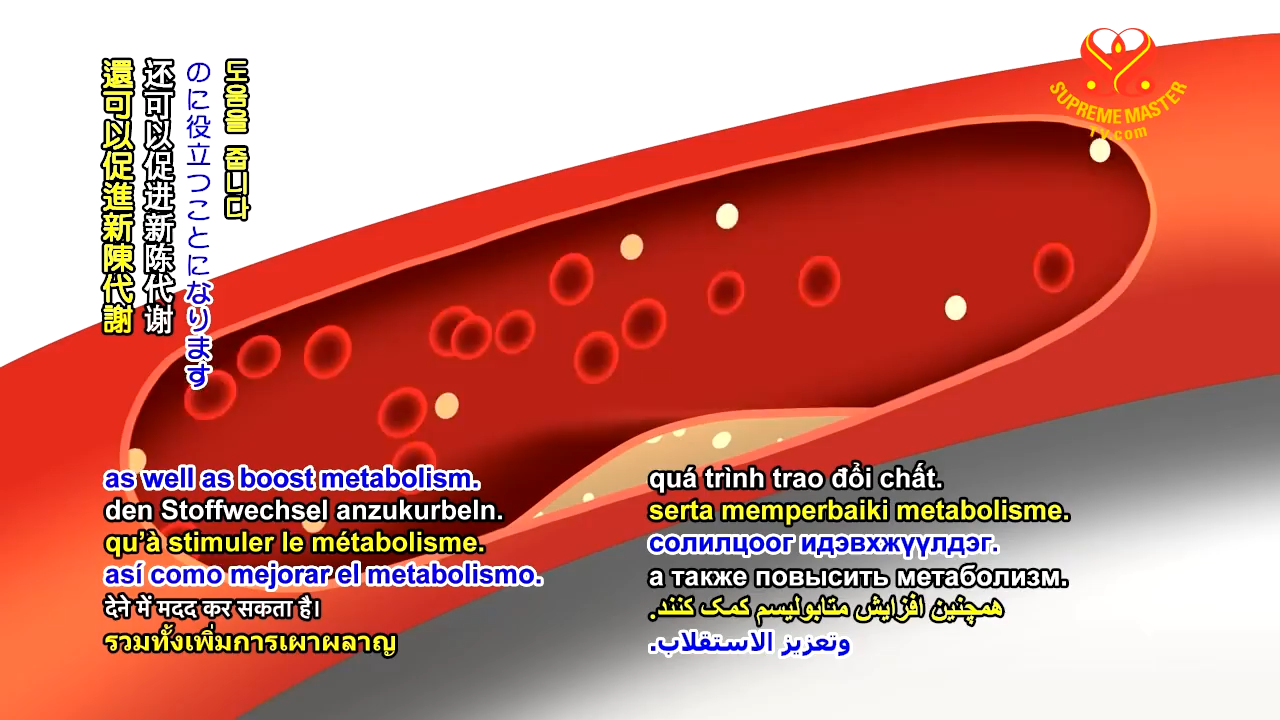 還可以促進新陳代謝
还可以促进新陈代谢
のに役立つことになります
도움을 줍니다
SUPREME MASTER
TV.com
as well as boost metabolism.
den Stoffwechsel anzukurbeln.
qu'à stimuler le métabolisme.
así como mejorar el metabolismo.
देने में मदद कर सकता है।
รวมทั้งเพิ่มการเผาผลาญ
quá trình trao đổi chất.
serta memperbaiki metabolisme.
солилцоог идэвхжүүлдэг.
а также повысить метаболизм.
همچنین افزایش متابولیسم کمک کنند.
وتعزيز الاستقلاب.